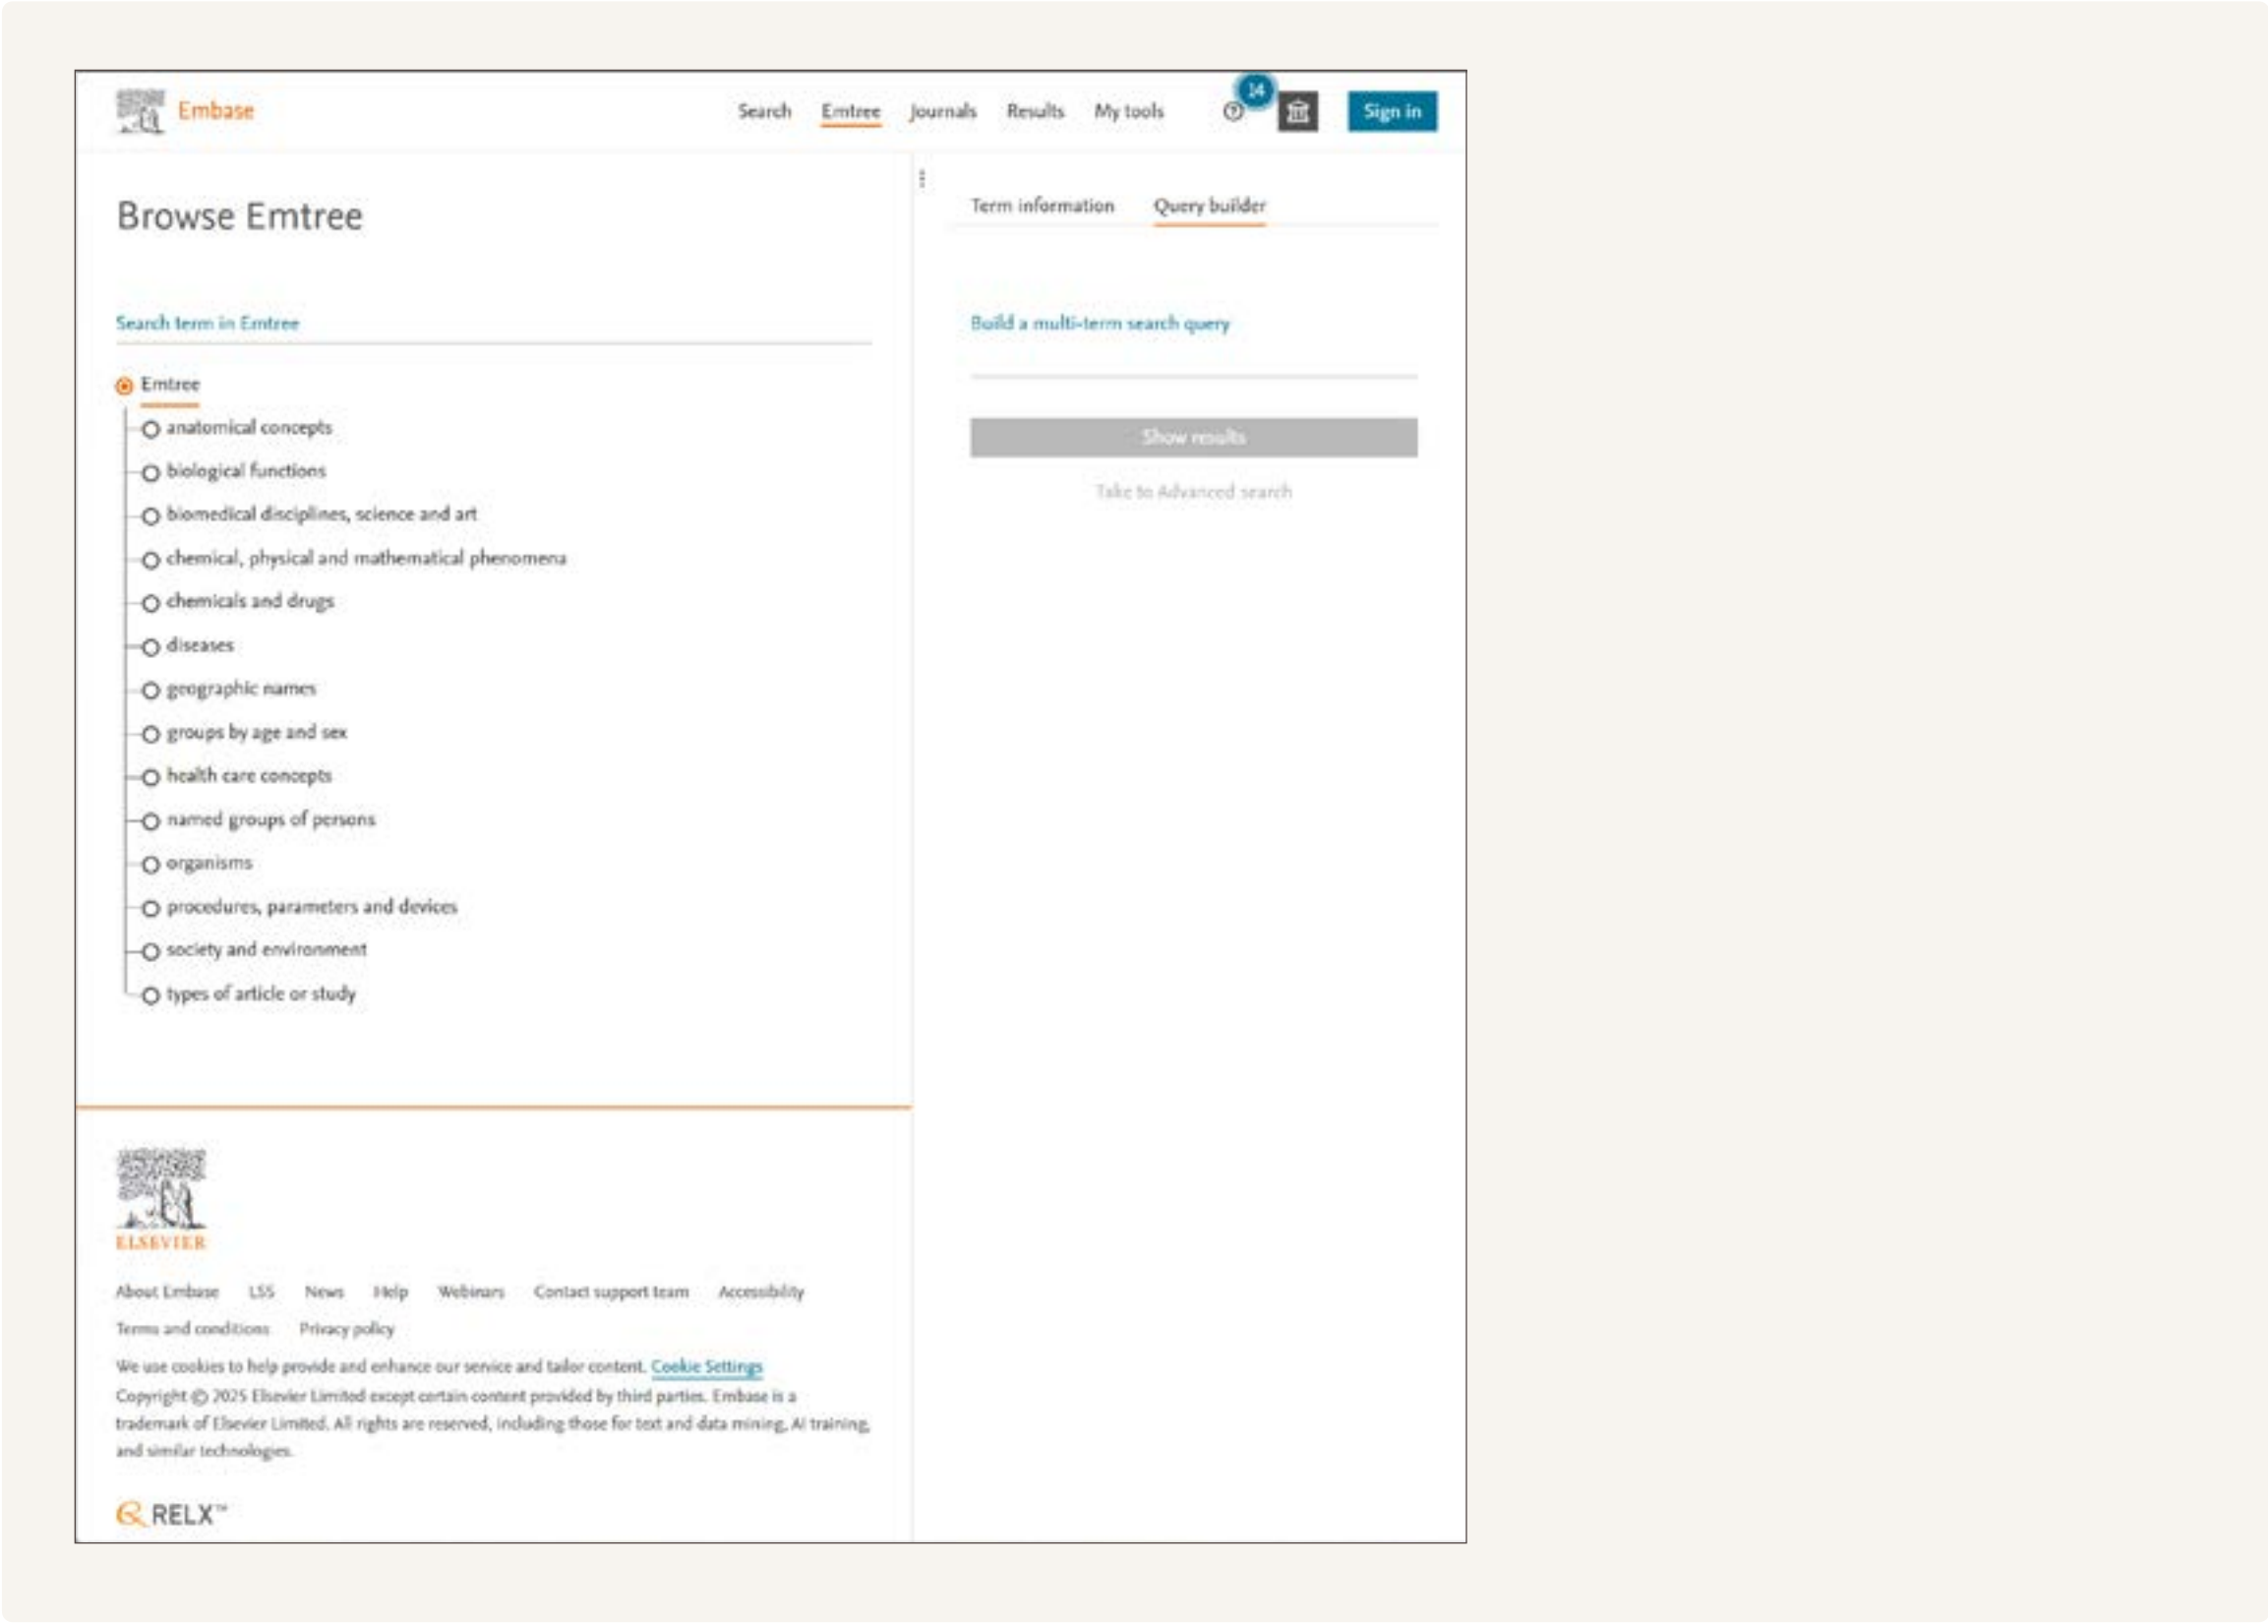 Embase
Search Emtree Journals Results My tools 14 Sign in
Browse Emtree
Search term in Emtree
Emtree
anatomical concepts
biological functions
biomedical disciplines, science and art
chemical, physical and mathematical phenomena
chemicals and drugs
diseases
geographic names
groups by age and sex
health care concepts
named groups of persons
organisms
procedures, parameters and devices
society and environment
types of article or study
Term information Query builder
Build a multi-term search query
Show results
Take to Advanced search
ELSEVIER
About Embase LSS News Help Webinars Contact support team Accessibility
Terms and conditions Privacy policy
We use cookies to help provide and enhance our service and tailor content. Cookie Settings
Copyright © 2025 Elsevier Limited except certain content provided by third parties. Embase is a
trademark of Elsevier Limited. All rights are reserved, including those for text and data mining, AI training,
and similar technologies.
RELX™